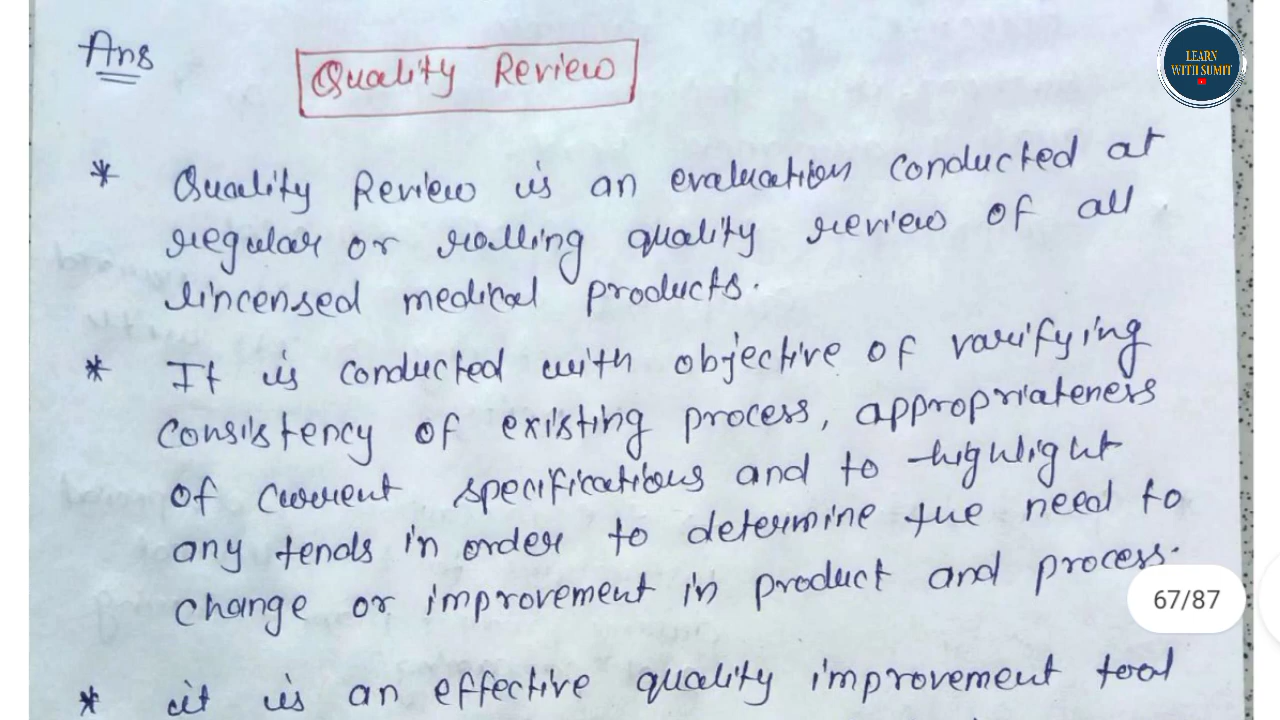 Ans
Quality Review
LEARN
WITH SUMIT
* Quality Review is an evaluation conducted at
regular or rolling quality review of all
lincensed medical products.
* It is conducted with objective of varifying
consistency of existing process, appropriateness
of current specifications and to highlight
any tends in order to determine the need to
change or improvement in product and process.
67/87
* it is an effective quality improvement tool